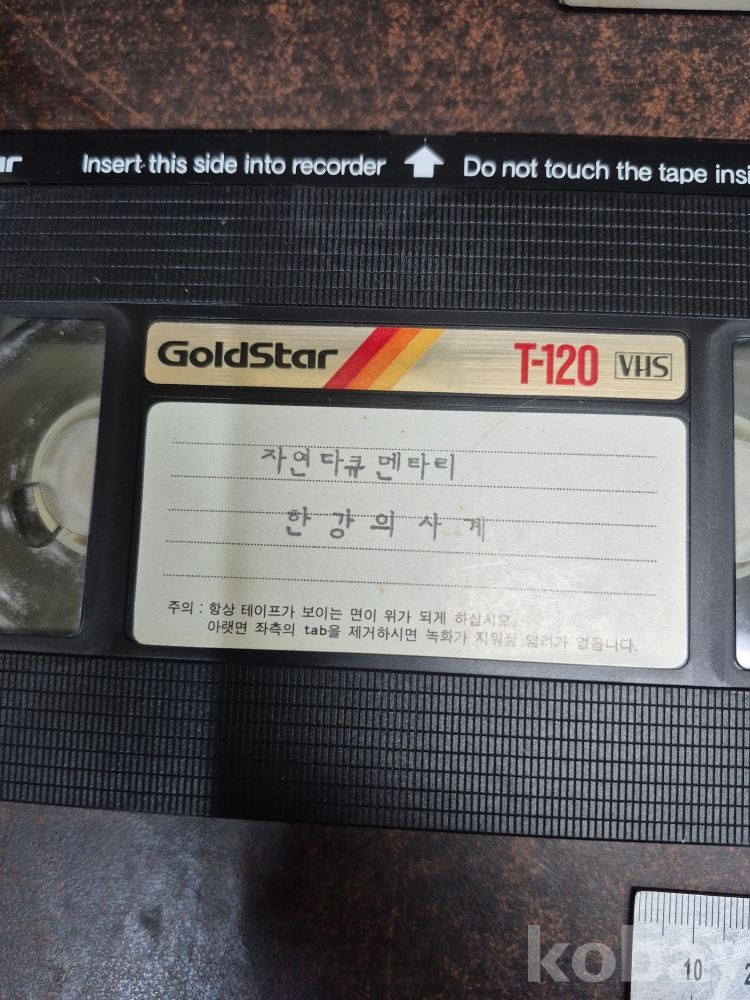 Insert this side into recorder Do not touch the tape
GoldStar T-120 VHS
자연다큐멘타리
한강의사계
주의 : 항상 테이프가 보이는 면이 위가 되게 하십시오.
아랫면 좌측의 tab을 제거하시면 녹화가 지워질 염려가 없읍니다.
10
koba